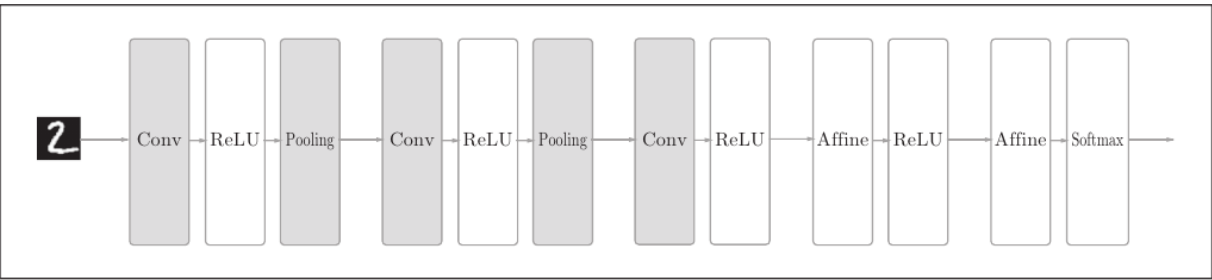 2
Conv ReLU Pooling Conv ReLU Pooling Conv ReLU Affine ReLU Affine Softmax